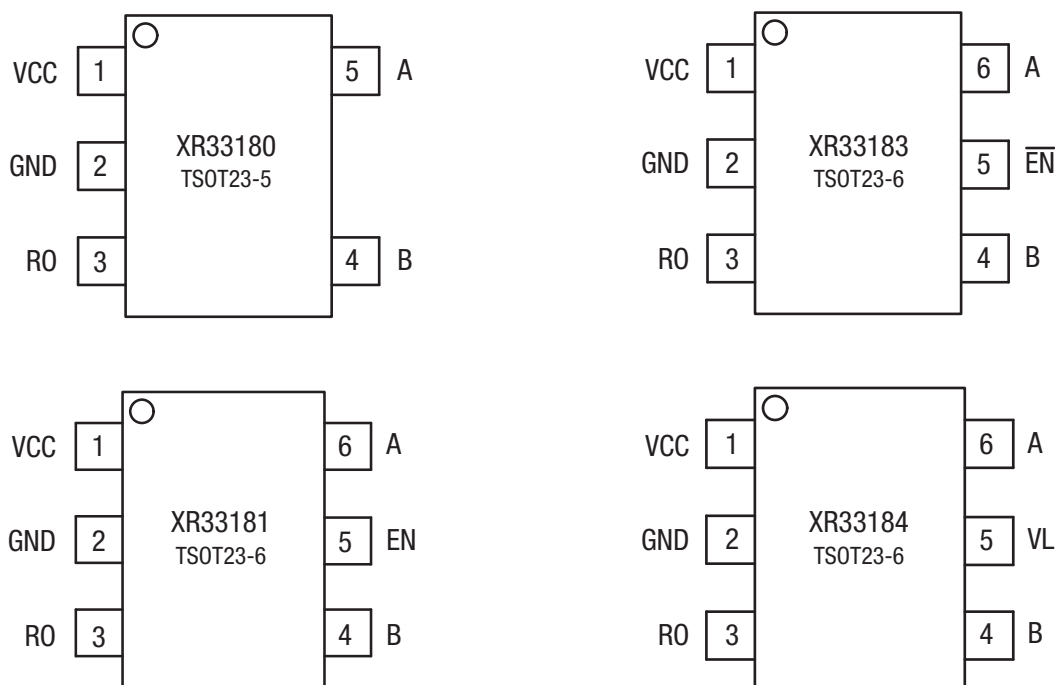 VCC 1 5 A
GND 2 XR33180
TSOT23-5
RO 3 4 B
VCC 1 6 A
GND 2 XR33183 5 E̅N̅
TSOT23-6
RO 3 4 B
VCC 1 6 A
GND 2 XR33181 5 EN
TSOT23-6
RO 3 4 B
VCC 1 6 A
GND 2 XR33184 5 VL
TSOT23-6
RO 3 4 B